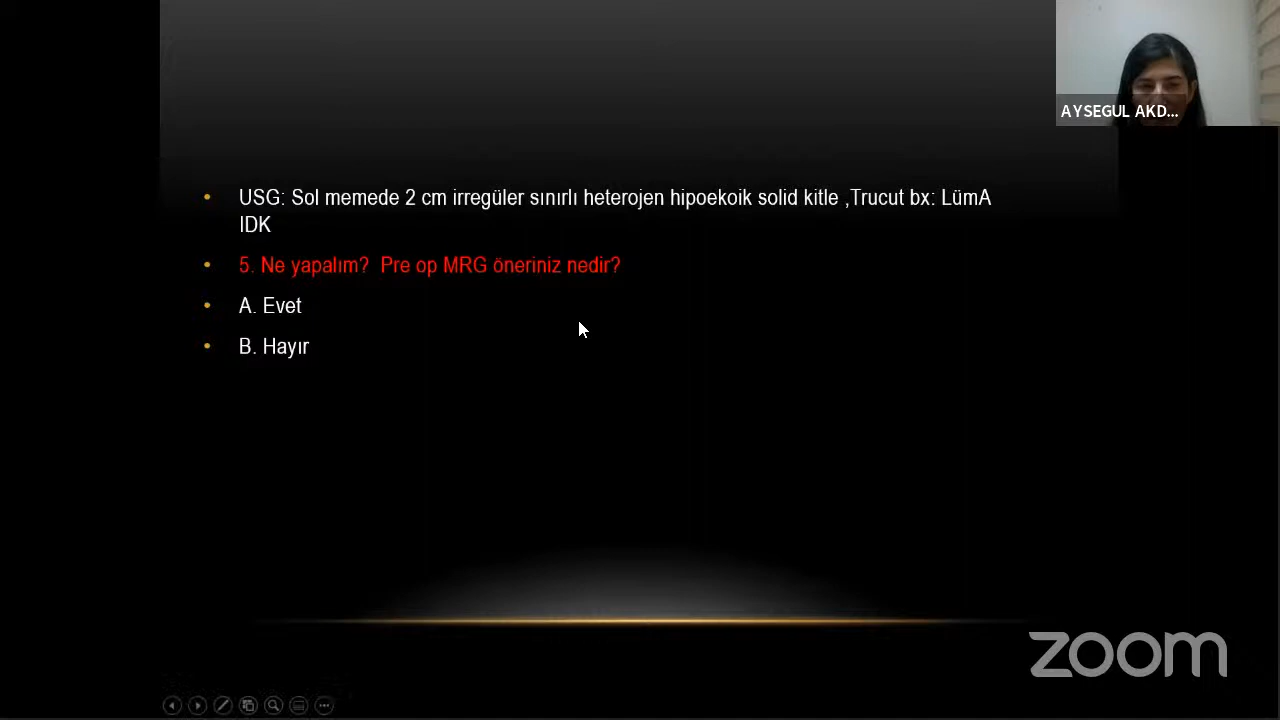 AYSEGUL AKD...
USG: Sol memede 2 cm irregüler sınırlı heterojen hipoekoik solid kitle ,Trucut bx: LümA
IDK
5. Ne yapalım?  Pre op MRG öneriniz nedir?
A. Evet
B. Hayır
zoom